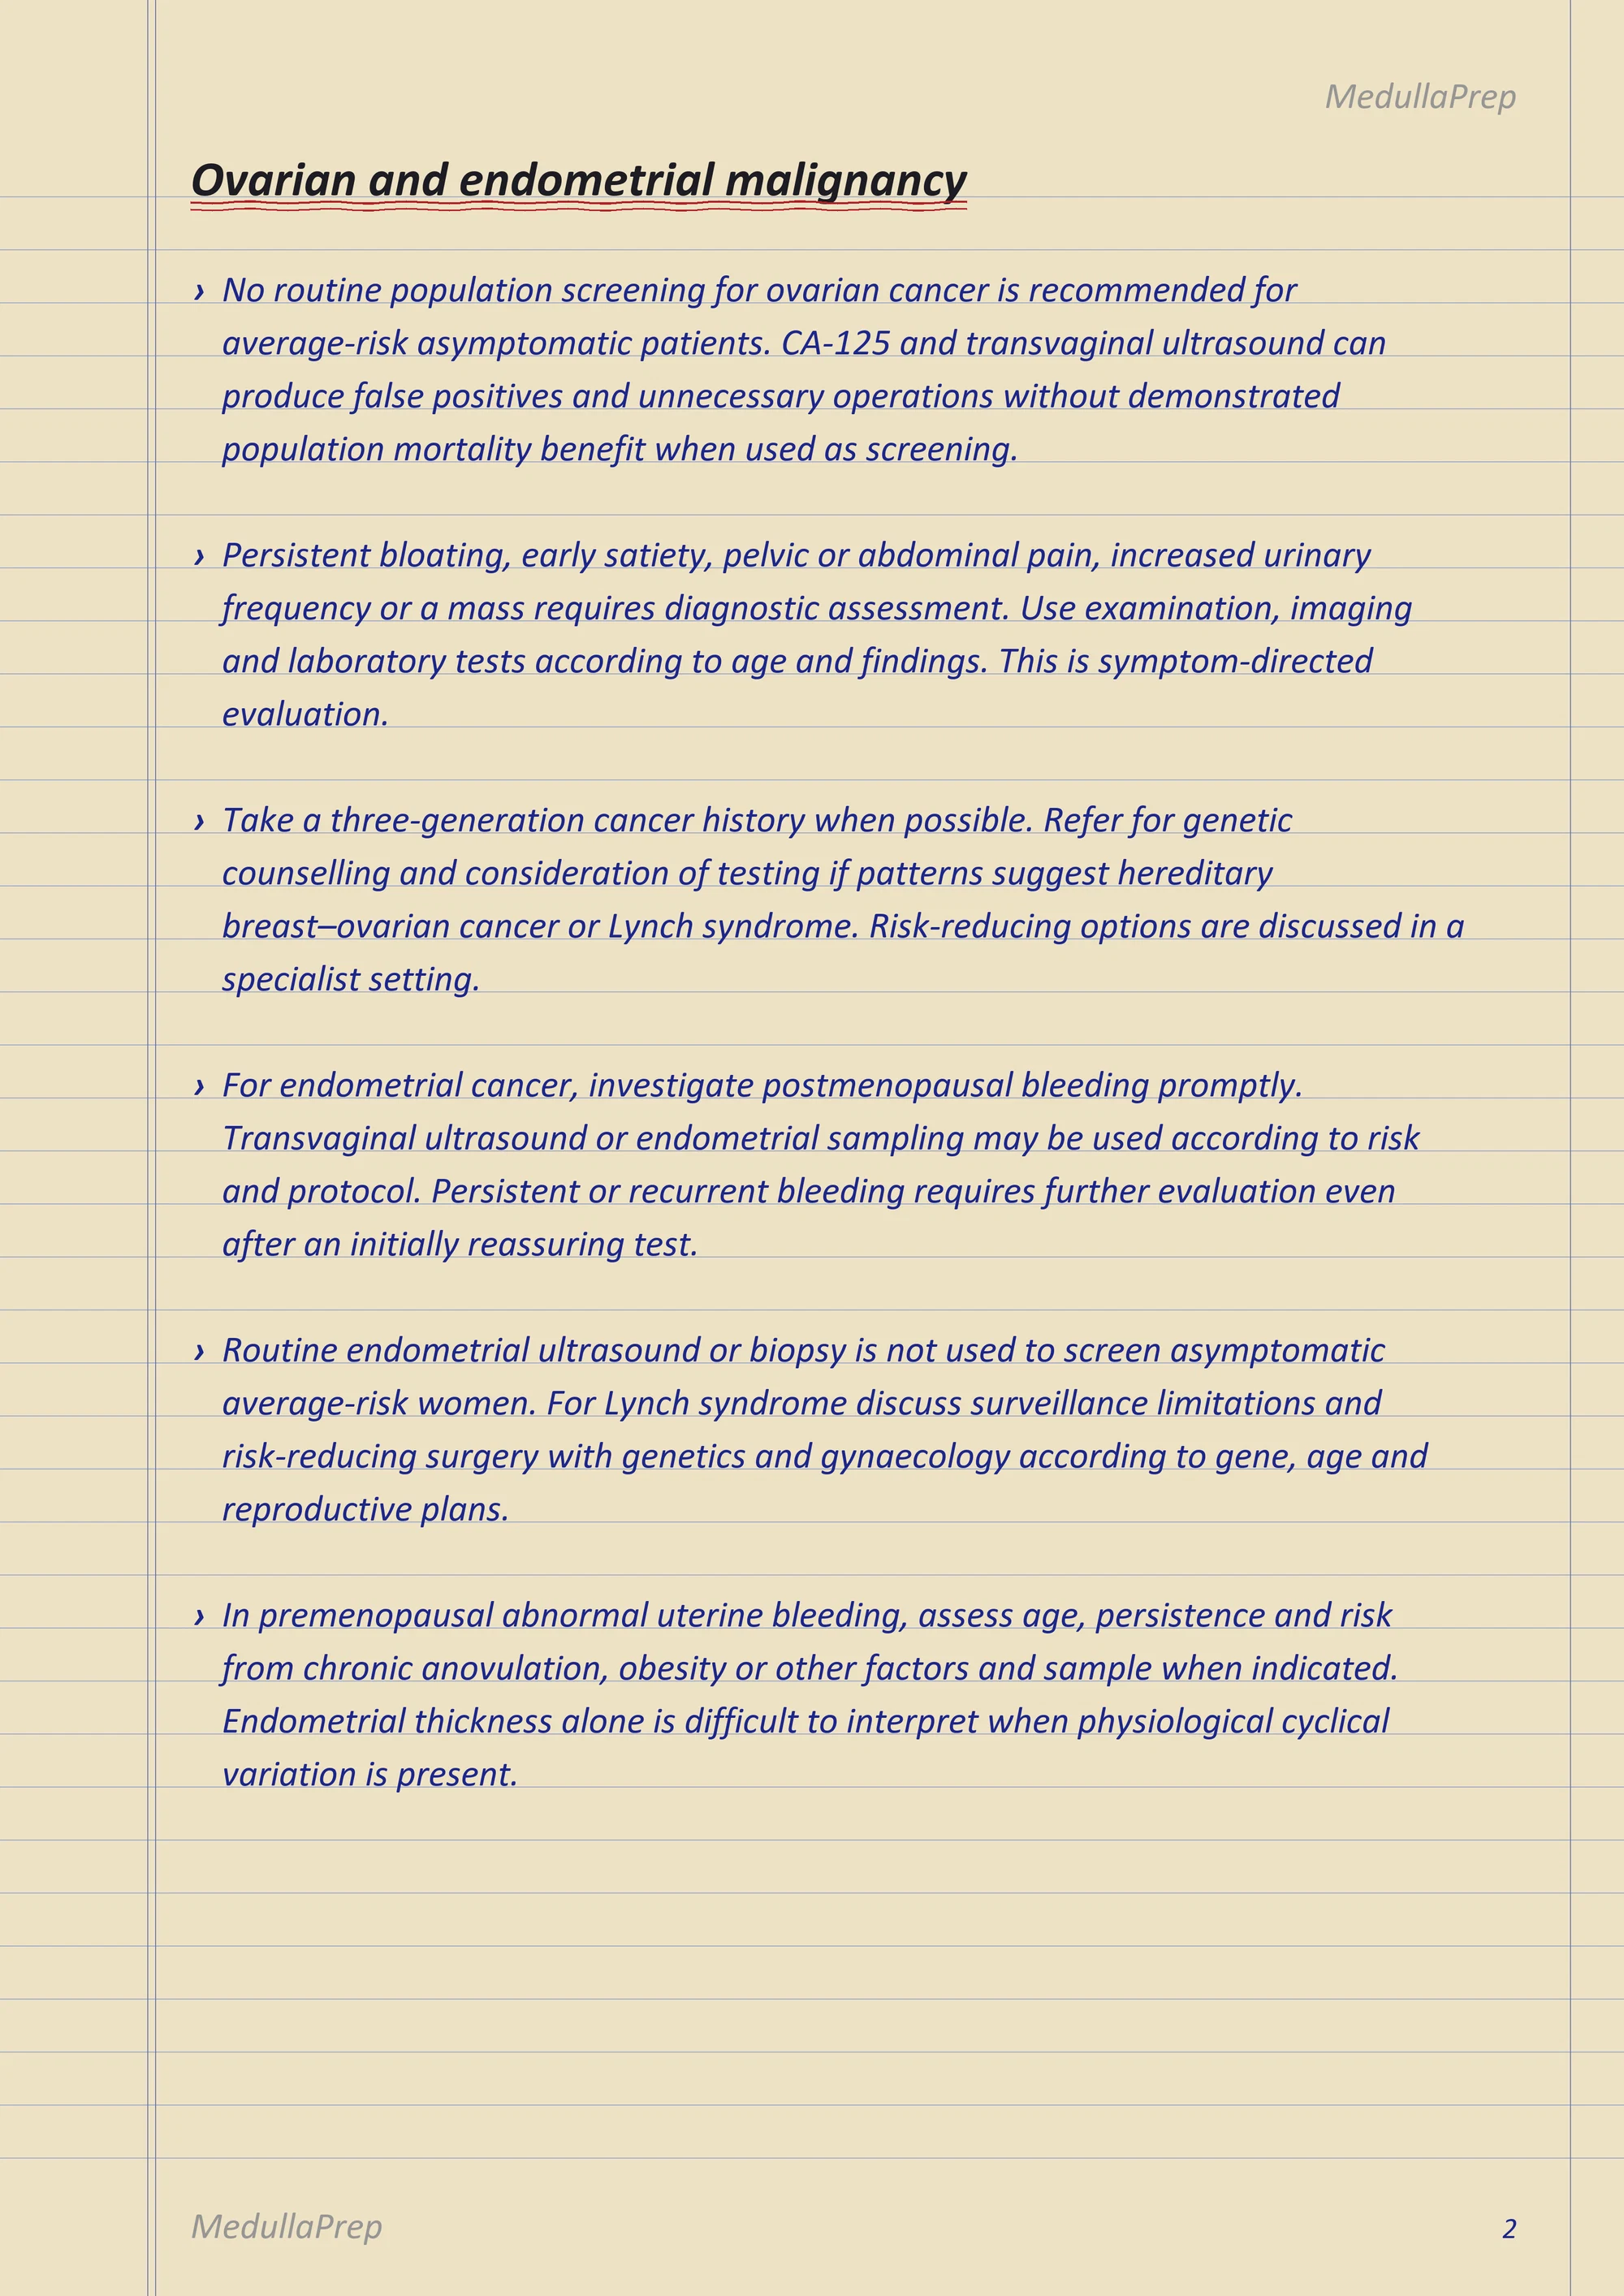 MedullaPrep
Ovarian and endometrial malignancy
› No routine population screening for ovarian cancer is recommended for
average-risk asymptomatic patients. CA-125 and transvaginal ultrasound can
produce false positives and unnecessary operations without demonstrated
population mortality benefit when used as screening.
› Persistent bloating, early satiety, pelvic or abdominal pain, increased urinary
frequency or a mass requires diagnostic assessment. Use examination, imaging
and laboratory tests according to age and findings. This is symptom-directed
evaluation.
› Take a three-generation cancer history when possible. Refer for genetic
counselling and consideration of testing if patterns suggest hereditary
breast–ovarian cancer or Lynch syndrome. Risk-reducing options are discussed in a
specialist setting.
› For endometrial cancer, investigate postmenopausal bleeding promptly.
Transvaginal ultrasound or endometrial sampling may be used according to risk
and protocol. Persistent or recurrent bleeding requires further evaluation even
after an initially reassuring test.
› Routine endometrial ultrasound or biopsy is not used to screen asymptomatic
average-risk women. For Lynch syndrome discuss surveillance limitations and
risk-reducing surgery with genetics and gynaecology according to gene, age and
reproductive plans.
› In premenopausal abnormal uterine bleeding, assess age, persistence and risk
from chronic anovulation, obesity or other factors and sample when indicated.
Endometrial thickness alone is difficult to interpret when physiological cyclical
variation is present.
MedullaPrep
2